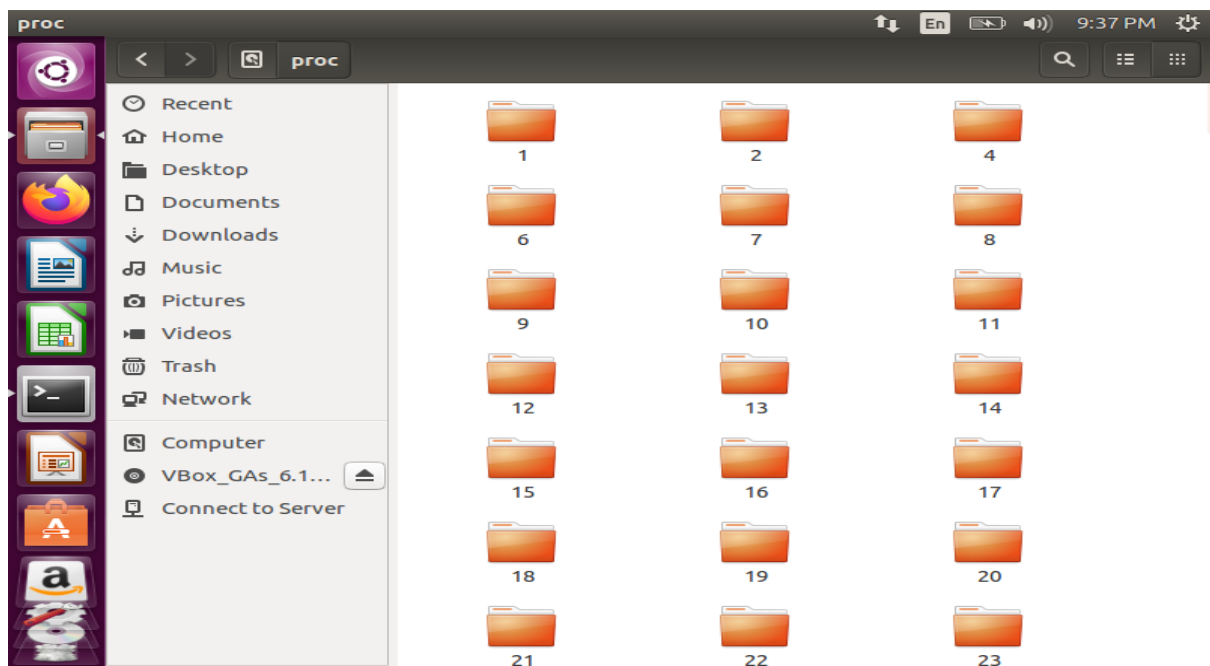 proc
En
9:37 PM
proc
Recent
Home
Desktop
Documents
Downloads
Music
Pictures
Videos
Trash
Network
Computer
VBox_GAs_6.1...
Connect to Server
1 2 4
6 7 8
9 10 11
12 13 14
15 16 17
18 19 20
21 22 23
>_
A
a